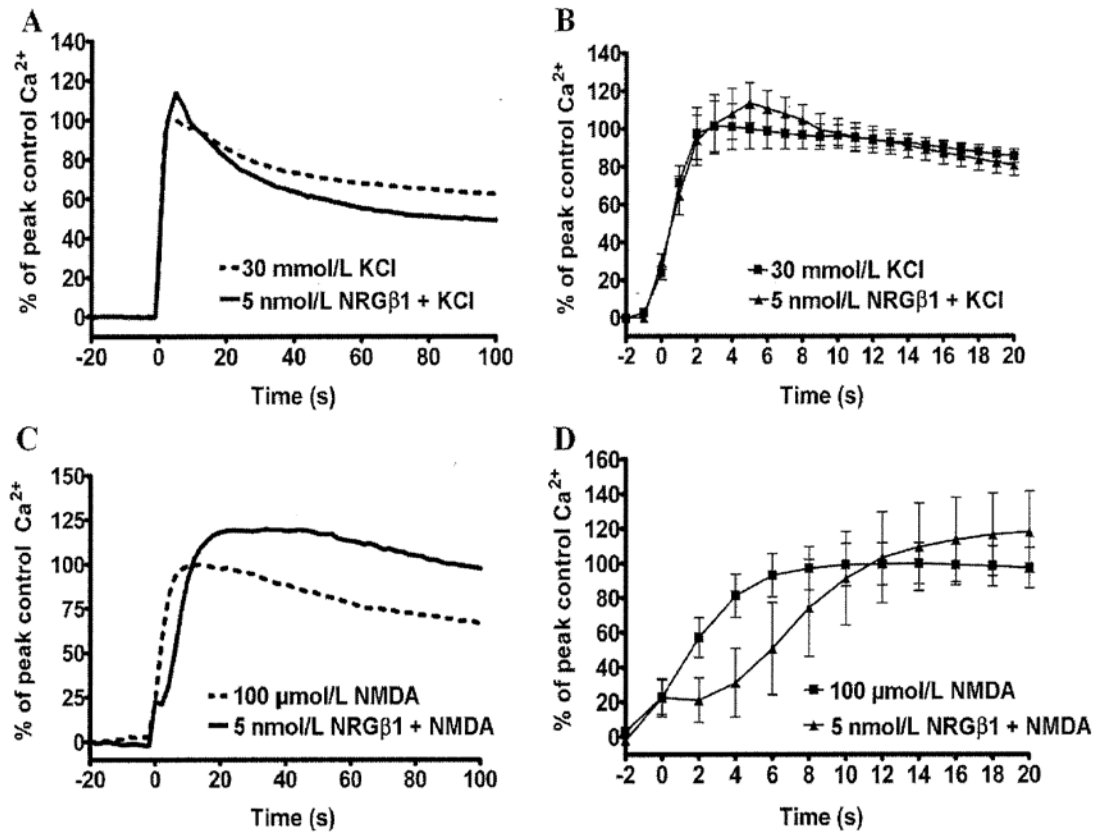 A
% of peak control Ca²⁺
140
120
100
80
60
40
20
0
30 mmol/L KCl
5 nmol/L NRGβ1 + KCl
-20 0 20 40 60 80 100
Time (s)
B
% of peak control Ca²⁺
140
120
100
80
60
40
20
0
30 mmol/L KCl
5 nmol/L NRGβ1 + KCl
-2 0 2 4 6 8 10 12 14 16 18 20
Time (s)
C
% of peak control Ca²⁺
150
125
100
75
50
25
0
100 µmol/L NMDA
5 nmol/L NRGβ1 + NMDA
-20 0 20 40 60 80 100
Time (s)
D
% of peak control Ca²⁺
160
140
120
100
80
60
40
20
0
100 µmol/L NMDA
5 nmol/L NRGβ1 + NMDA
-2 0 2 4 6 8 10 12 14 16 18 20
Time (s)